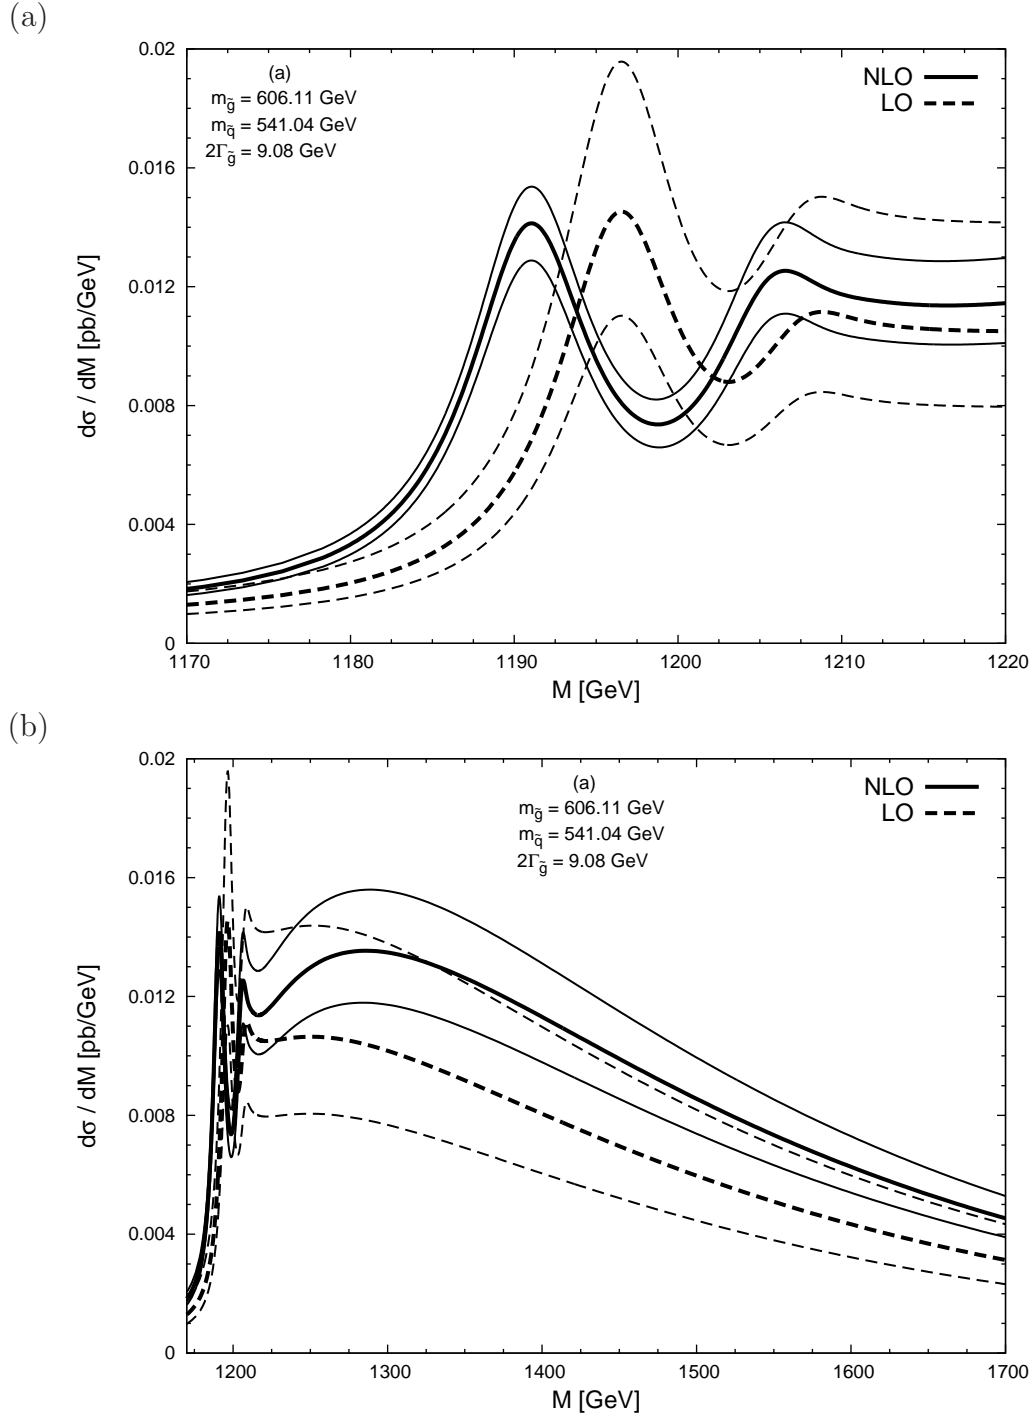 (a)
0.02
0.016
0.012
0.008
0.004
0
dσ / dM [pb/GeV]
(a)
m_g̃ = 606.11 GeV
m_q̃ = 541.04 GeV
2Γ_g̃ = 9.08 GeV
NLO
LO
1170 1180 1190 1200 1210 1220
M [GeV]
(b)
0.02
0.016
0.012
0.008
0.004
0
dσ / dM [pb/GeV]
(a)
m_g̃ = 606.11 GeV
m_q̃ = 541.04 GeV
2Γ_g̃ = 9.08 GeV
NLO
LO
1200 1300 1400 1500 1600 1700
M [GeV]